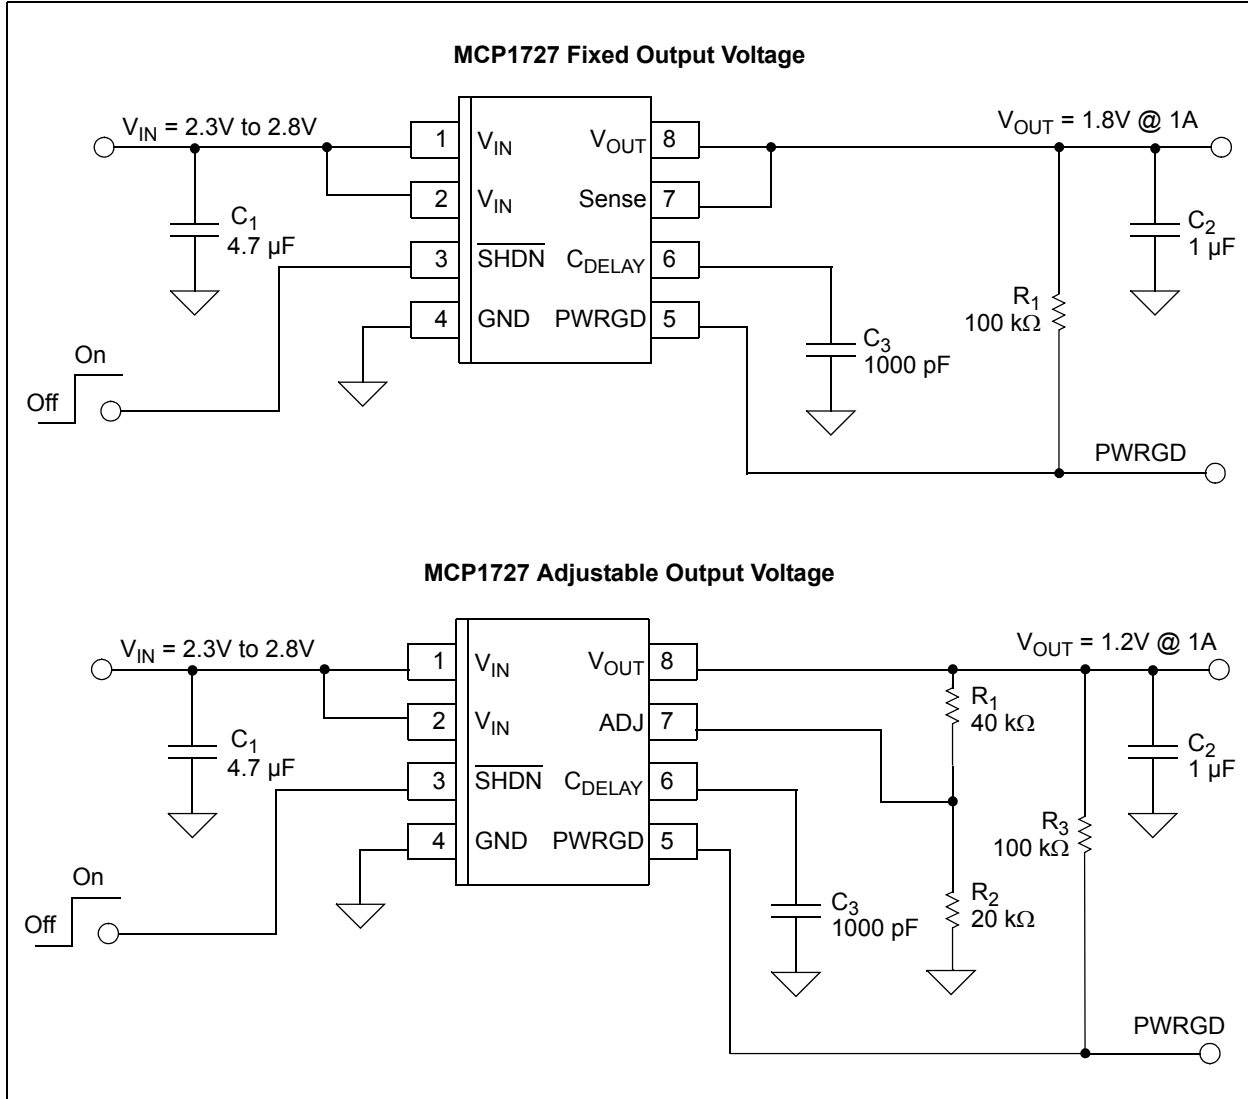 MCP1727 Fixed Output Voltage
VIN = 2.3V to 2.8V
VOUT = 1.8V @ 1A
1 VIN VOUT 8
2 VIN Sense 7
3 SHDN CDELAY 6
4 GND PWRGD 5
C1
4.7 µF
C2
1 µF
R1
100 kΩ
C3
1000 pF
On
Off
PWRGD
MCP1727 Adjustable Output Voltage
VIN = 2.3V to 2.8V
VOUT = 1.2V @ 1A
1 VIN VOUT 8
2 VIN ADJ 7
3 SHDN CDELAY 6
4 GND PWRGD 5
C1
4.7 µF
R1
40 kΩ
C2
1 µF
R3
100 kΩ
R2
20 kΩ
C3
1000 pF
On
Off
PWRGD